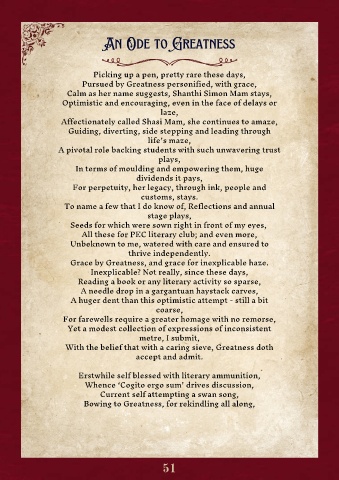 An Ode to Greatness
Picking up a pen, pretty rare these days,
Pursued by Greatness personified, with grace,
Calm as her name suggests, Shanthi Simon Mam stays,
Optimistic and encouraging, even in the face of delays or
laze,
Affectionately called Shasi Mam, she continues to amaze,
Guiding, diverting, side stepping and leading through
life's maze,
A pivotal role backing students with such unwavering trust
plays,
In terms of moulding and empowering them, huge
dividends it pays,
For perpetuity, her legacy, through ink, people and
customs, stays.
To name a few that I do know of, Reflections and annual
stage plays,
Seeds for which were sown right in front of my eyes,
All these for PEC literary club; and even more,
Unbeknown to me, watered with care and ensured to
thrive independently.
Grace by Greatness, and grace for inexplicable haze.
Inexplicable? Not really, since these days,
Reading a book or any literary activity so sparse,
A needle drop in a gargantuan haystack carves,
A huger dent than this optimistic attempt - still a bit
coarse,
For farewells require a greater homage with no remorse,
Yet a modest collection of expressions of inconsistent
metre, I submit,
With the belief that with a caring sieve, Greatness doth
accept and admit.
Erstwhile self blessed with literary ammunition,
Whence 'Cogito ergo sum' drives discussion,
Current self attempting a swan song,
Bowing to Greatness, for rekindling all along,
51